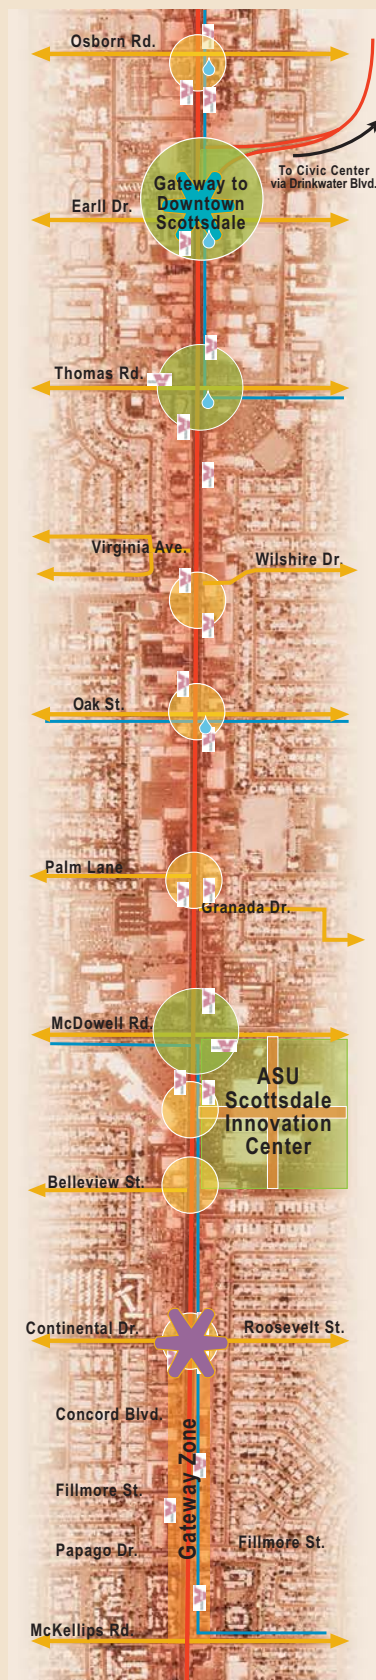 Osborn Rd.
To Civic Center
via Drinkwater Blvd.
Gateway to
Downtown
Scottsdale
Earll Dr.
Thomas Rd.
Virginia Ave.
Wilshire Dr.
Oak St.
Palm Lane
Granada Dr.
McDowell Rd.
ASU
Scottsdale
Innovation
Center
Belleview St.
Continental Dr.
Roosevelt St.
Concord Blvd.
Gateway Zone
Fillmore St.
Fillmore St.
Papago Dr.
McKellips Rd.